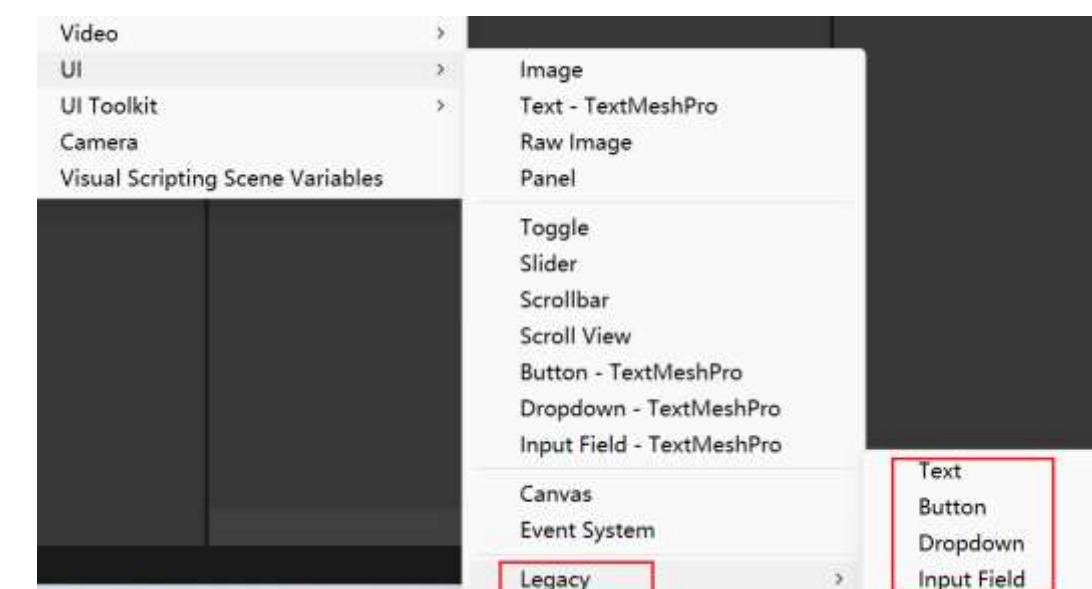 Video
UI
UI Toolkit
Camera
Visual Scripting Scene Variables
Image
Text - TextMeshPro
Raw Image
Panel
Toggle
Slider
Scrollbar
Scroll View
Button - TextMeshPro
Dropdown - TextMeshPro
Input Field - TextMeshPro
Canvas
Event System
Legacy
Text
Button
Dropdown
Input Field